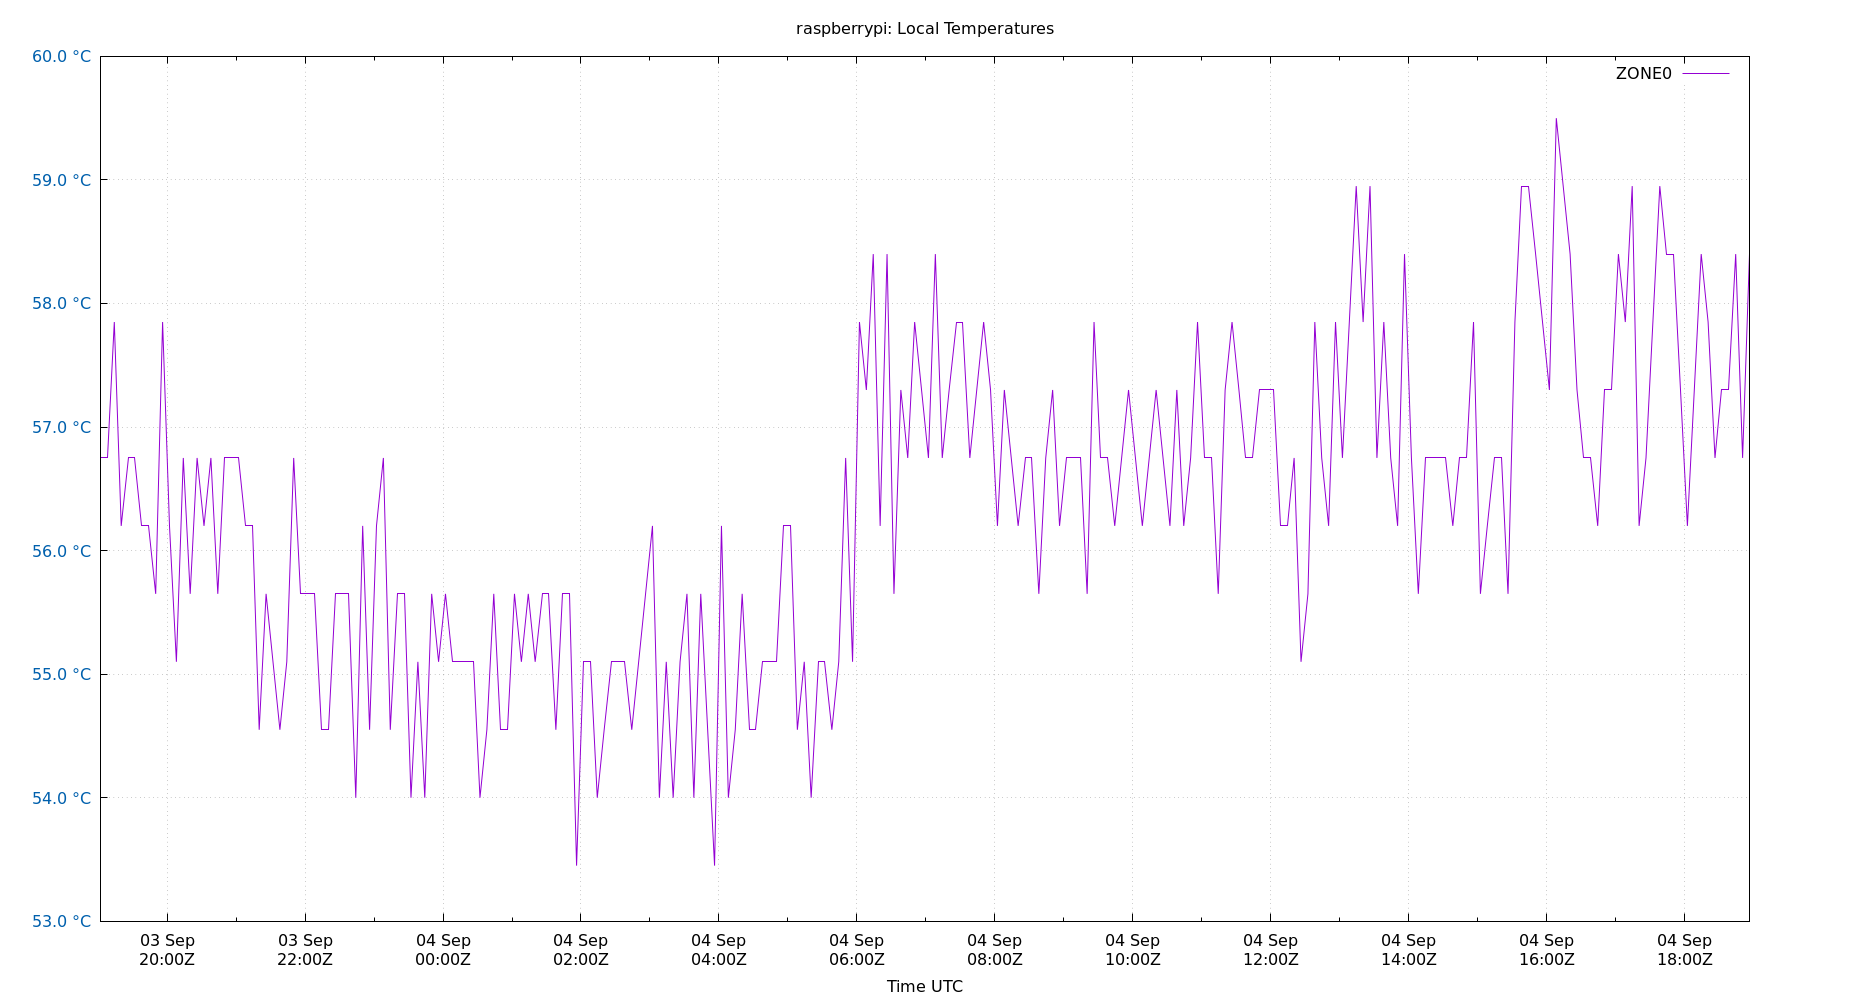 raspberrypi: Local Temperatures
60.0 °C
ZONE0
59.0 °C
58.0 °C
57.0 °C
56.0 °C
55.0 °C
54.0 °C
53.0 °C
03 Sep 03 Sep 04 Sep 04 Sep 04 Sep 04 Sep 04 Sep 04 Sep 04 Sep 04 Sep 04 Sep 04 Sep
20:00Z 22:00Z 00:00Z 02:00Z 04:00Z 06:00Z 08:00Z 10:00Z 12:00Z 14:00Z 16:00Z 18:00Z
Time UTC